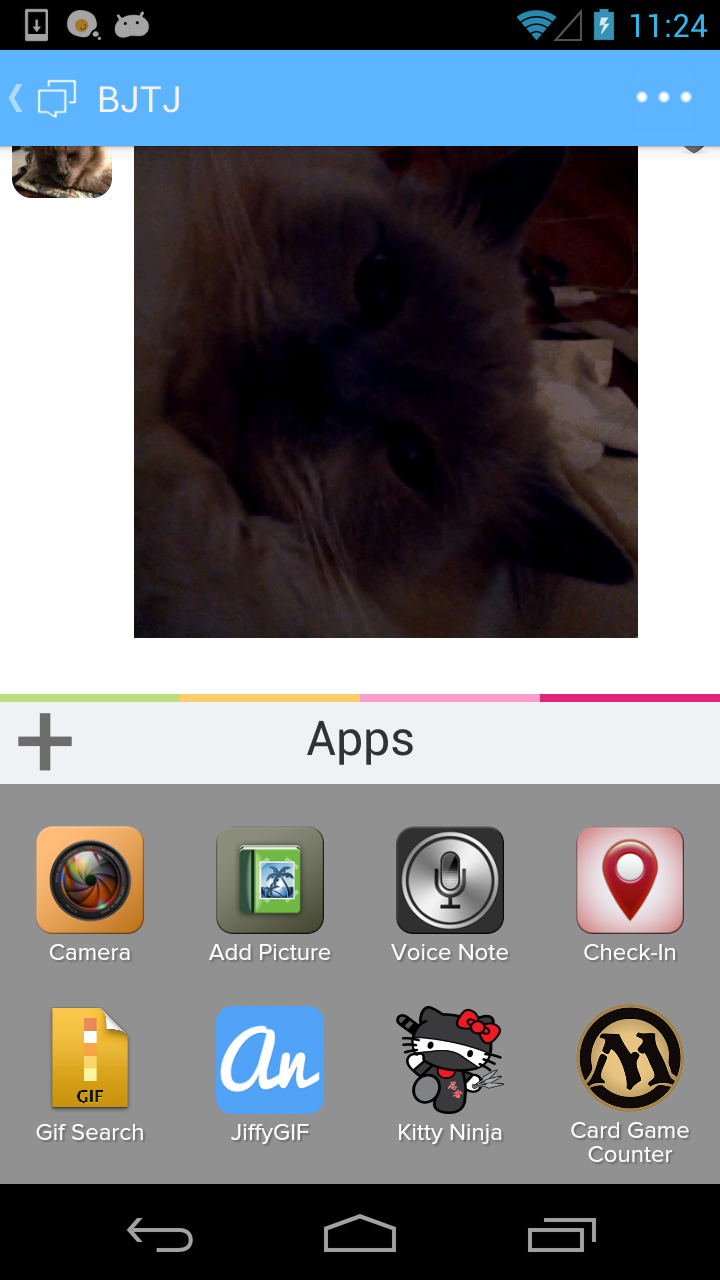 11:24
BJTJ
Apps
Camera
Add Picture
Voice Note
Check-In
GIF
An
M
Gif Search
JiffyGIF
Kitty Ninja
Card Game
Counter